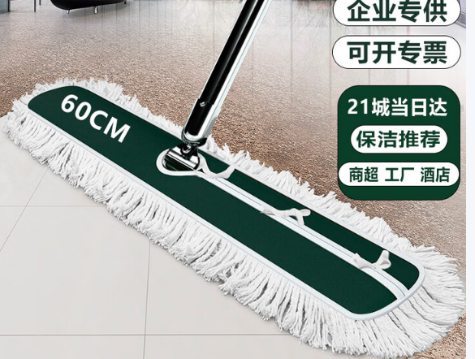 企业专供
可开专票
60CM
21城当日达
保洁推荐
商超 工厂 酒店